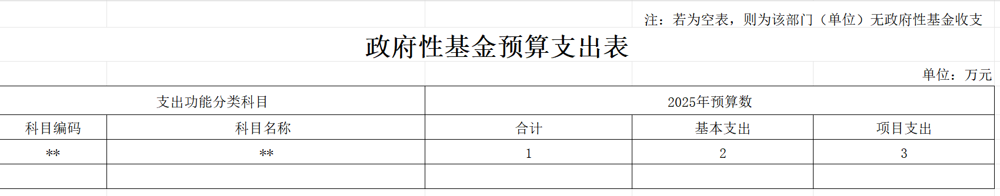 注：若为空表，则为该部门（单位）无政府性基金收支
政府性基金预算支出表
单位：万元
支出功能分类科目 2025年预算数
科目编码 科目名称 合计 基本支出 项目支出
** ** 1 2 3